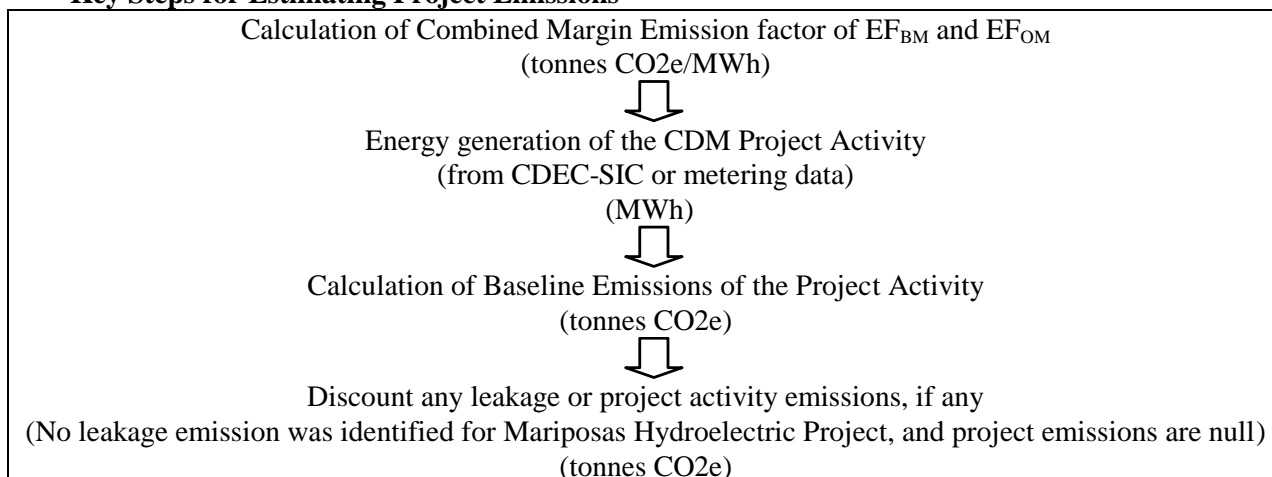 Key Steps for Estimating Project Emissions
Calculation of Combined Margin Emission factor of EFBM and EFOM
(tonnes CO2e/MWh)
Energy generation of the CDM Project Activity
(from CDEC-SIC or metering data)
(MWh)
Calculation of Baseline Emissions of the Project Activity
(tonnes CO2e)
Discount any leakage or project activity emissions, if any
(No leakage emission was identified for Mariposas Hydroelectric Project, and project emissions are null)
(tonnes CO2e)